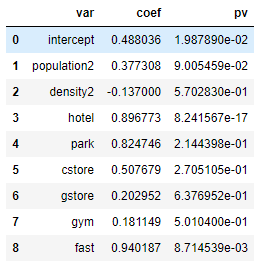 var coef pv
0 intercept 0.488036 1.987890e-02
1 population2 0.377308 9.005459e-02
2 density2 -0.137000 5.702830e-01
3 hotel 0.896773 8.241567e-17
4 park 0.824746 2.144398e-01
5 cstore 0.507679 2.705105e-01
6 gstore 0.202952 6.376952e-01
7 gym 0.181149 5.010400e-01
8 fast 0.940187 8.714539e-03